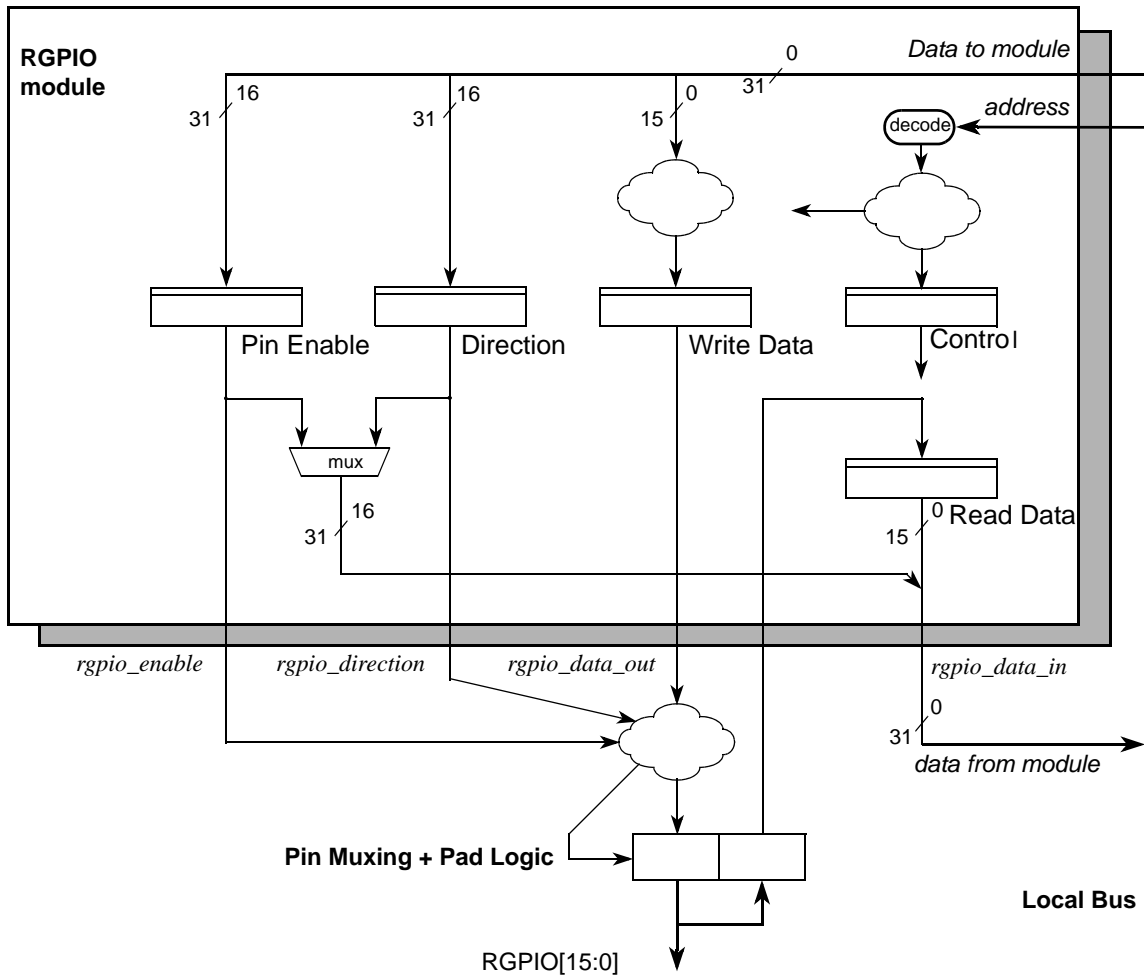 RGPIO
module
Data to module
0
31
16
31
16
31
0
15
address
decode
Pin Enable
Direction
Write Data
Control
mux
16
31
0
15
Read Data
rgpio_enable
rgpio_direction
rgpio_data_out
rgpio_data_in
0
31
data from module
Pin Muxing + Pad Logic
Local Bus
RGPIO[15:0]